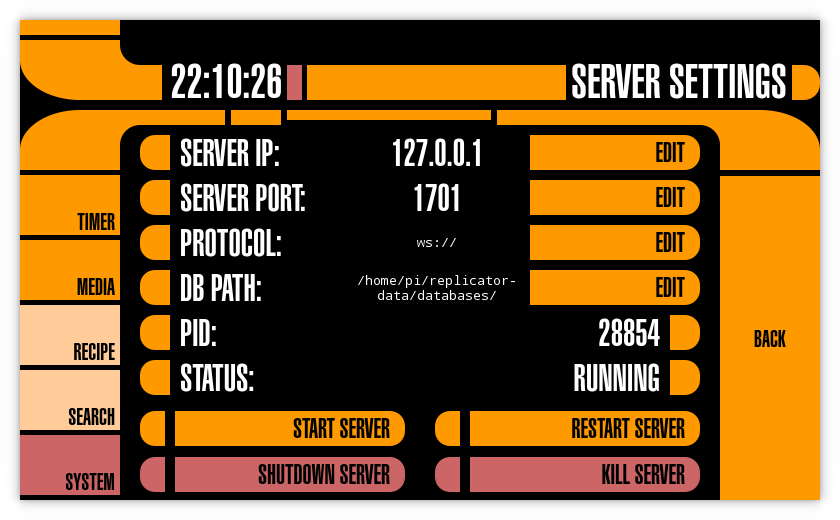 22:10:26 SERVER SETTINGS
SERVER IP: 127.0.0.1 EDIT
SERVER PORT: 1701 EDIT
TIMER
PROTOCOL: ws:// EDIT
DB PATH: /home/pi/replicator-
data/databases/ EDIT
MEDIA
PID: 28854
BACK
RECIPE
STATUS: RUNNING
SEARCH
START SERVER RESTART SERVER
SHUTDOWN SERVER KILL SERVER
SYSTEM